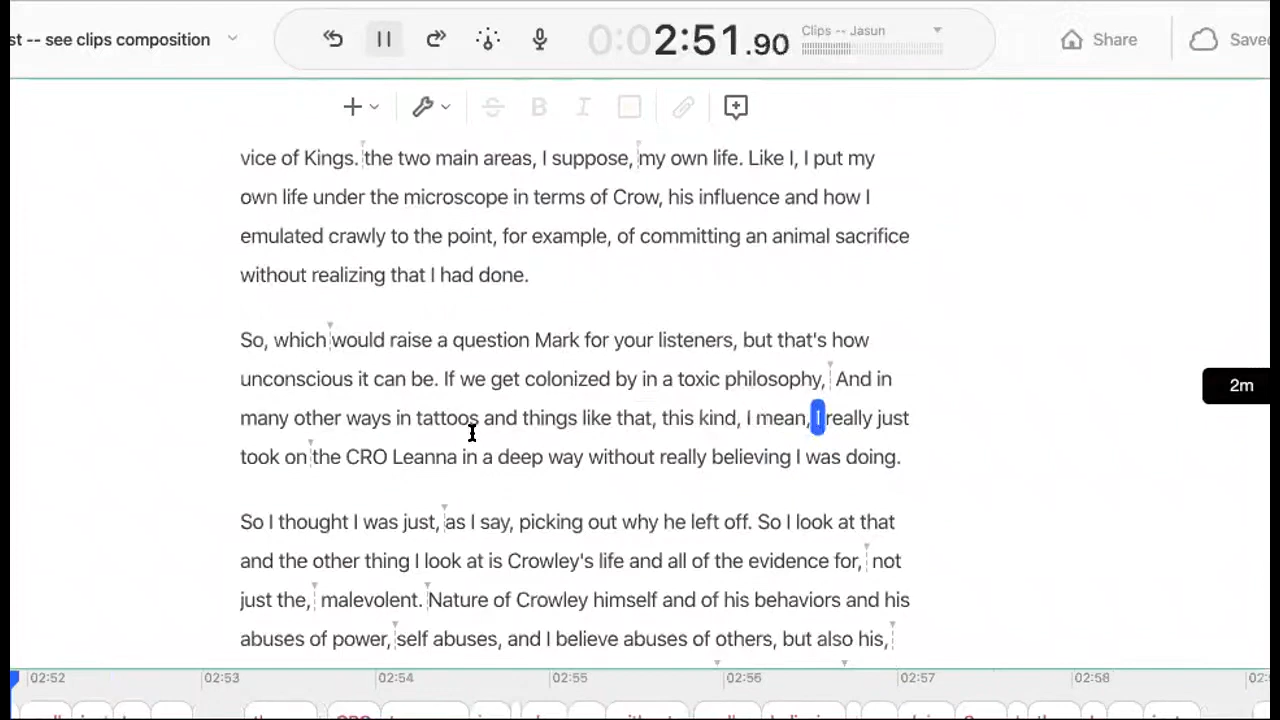 st -- see clips composition
0:02:51.90
Clips -- Jasun
Share
Saved
B I
vice of Kings. the two main areas, I suppose, my own life. Like I, I put my
own life under the microscope in terms of Crow, his influence and how I
emulated crawly to the point, for example, of committing an animal sacrifice
without realizing that I had done.
So, which would raise a question Mark for your listeners, but that's how
unconscious it can be. If we get colonized by in a toxic philosophy, And in
many other ways in tattoos and things like that, this kind, I mean, I really just
took on the CRO Leanna in a deep way without really believing I was doing.
So I thought I was just, as I say, picking out why he left off. So I look at that
and the other thing I look at is Crowley's life and all of the evidence for, not
just the, malevolent. Nature of Crowley himself and of his behaviors and his
abuses of power, self abuses, and I believe abuses of others, but also his,
2m
02:52 02:53 02:54 02:55 02:56 02:57 02:58